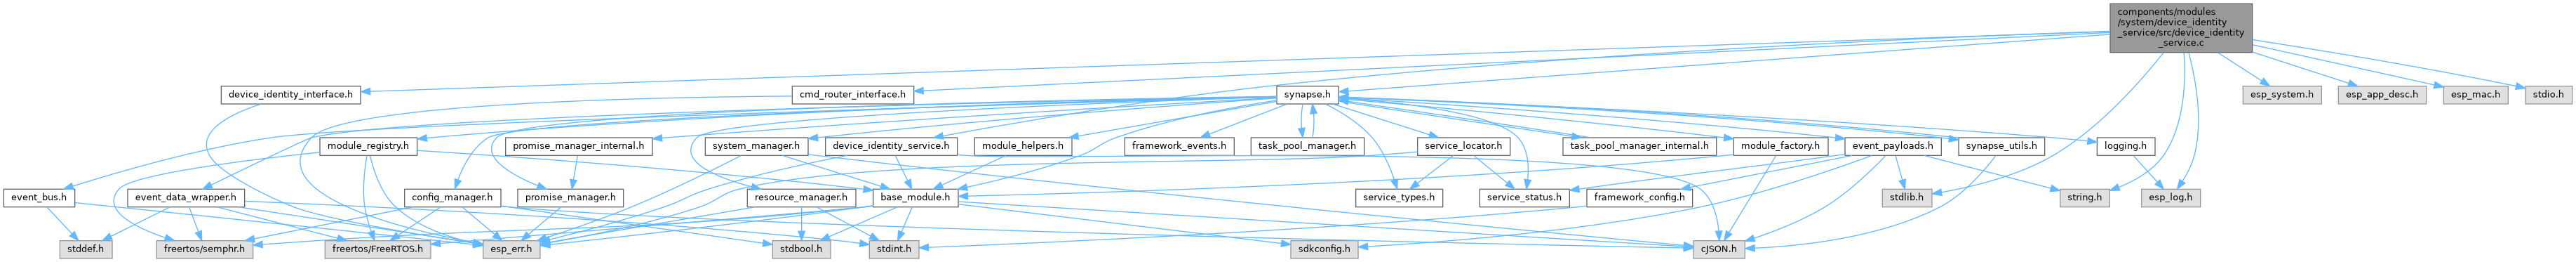 components/modules
/system/device_identity
_service/src/device_identity
_service.c
device_identity_interface.h
cmd_router_interface.h
synapse.h
esp_system.h
esp_app_desc.h
esp_mac.h
stdio.h
module_registry.h
promise_manager_internal.h
system_manager.h
device_identity_service.h
module_helpers.h
framework_events.h
task_pool_manager.h
service_locator.h
task_pool_manager_internal.h
module_factory.h
event_payloads.h
synapse_utils.h
logging.h
event_bus.h
event_data_wrapper.h
config_manager.h
promise_manager.h
resource_manager.h
base_module.h
service_types.h
service_status.h
framework_config.h
stdlib.h
string.h
esp_log.h
stddef.h
freertos/semphr.h
freertos/FreeRTOS.h
esp_err.h
stdbool.h
stdint.h
sdkconfig.h
cJSON.h